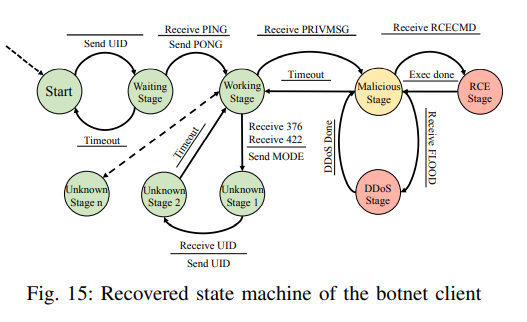 Receive PING
Receive PRIVMSG
Receive RCECMD
Send UID
Send PONG
Start
Waiting
Stage
Working
Stage
Timeout
Malicious
Stage
Exec done
RCE
Stage
Timeout
Timeout
Receive 376
Receive 422
Send MODE
DDoS Done
Receive FLOOD
Unknown
Stage n
Unknown
Stage 2
Unknown
Stage 1
DDoS
Stage
Receive UID
Send UID
Fig. 15: Recovered state machine of the botnet client